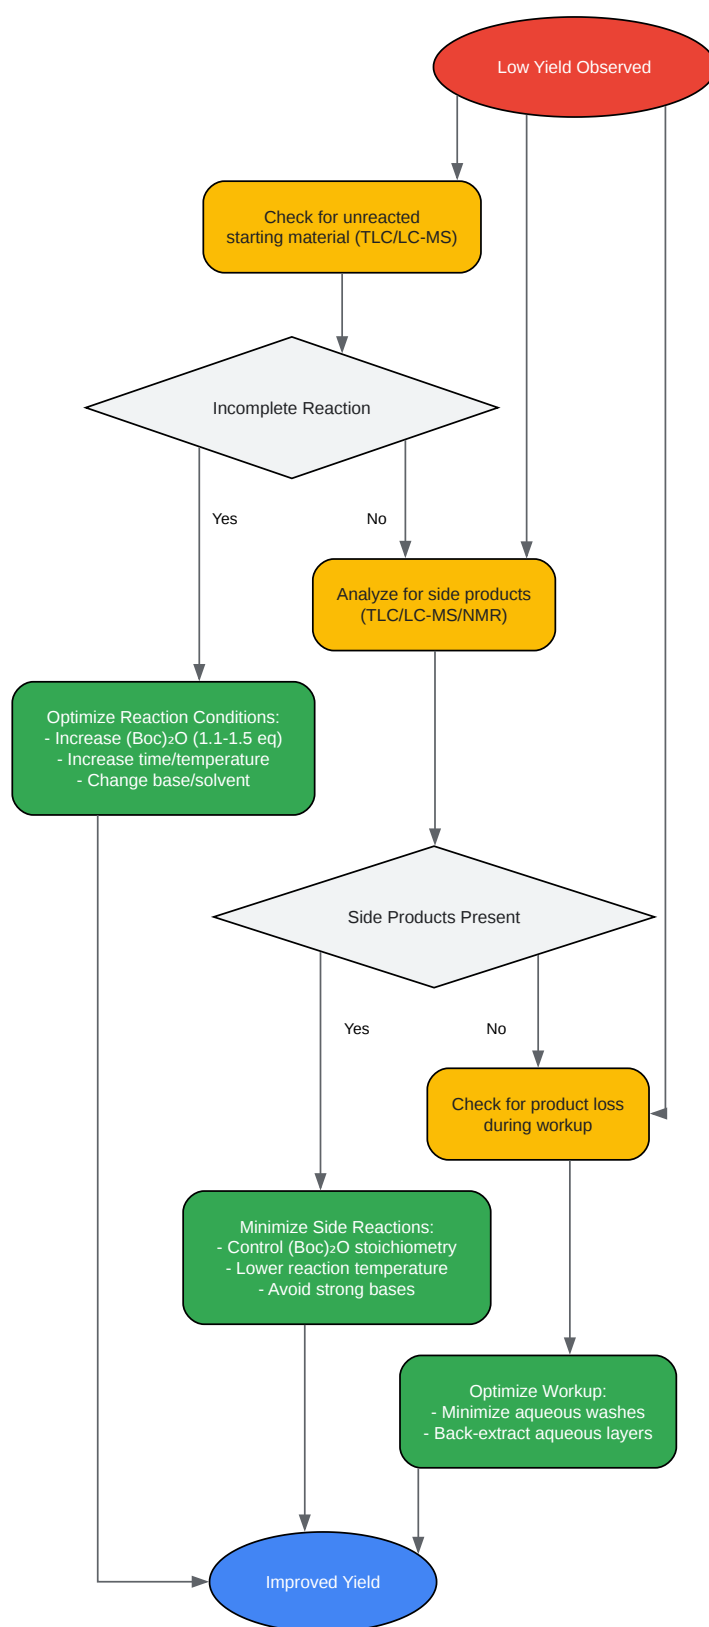 Low Yield Observed
Check for unreacted
starting material (TLC/LC-MS)
Incomplete Reaction
Yes
No
Analyze for side products
(TLC/LC-MS/NMR)
Optimize Reaction Conditions:
- Increase (Boc)₂O (1.1-1.5 eq)
- Increase time/temperature
- Change base/solvent
Side Products Present
Yes
No
Check for product loss
during workup
Minimize Side Reactions:
- Control (Boc)₂O stoichiometry
- Lower reaction temperature
- Avoid strong bases
Optimize Workup:
- Minimize aqueous washes
- Back-extract aqueous layers
Improved Yield